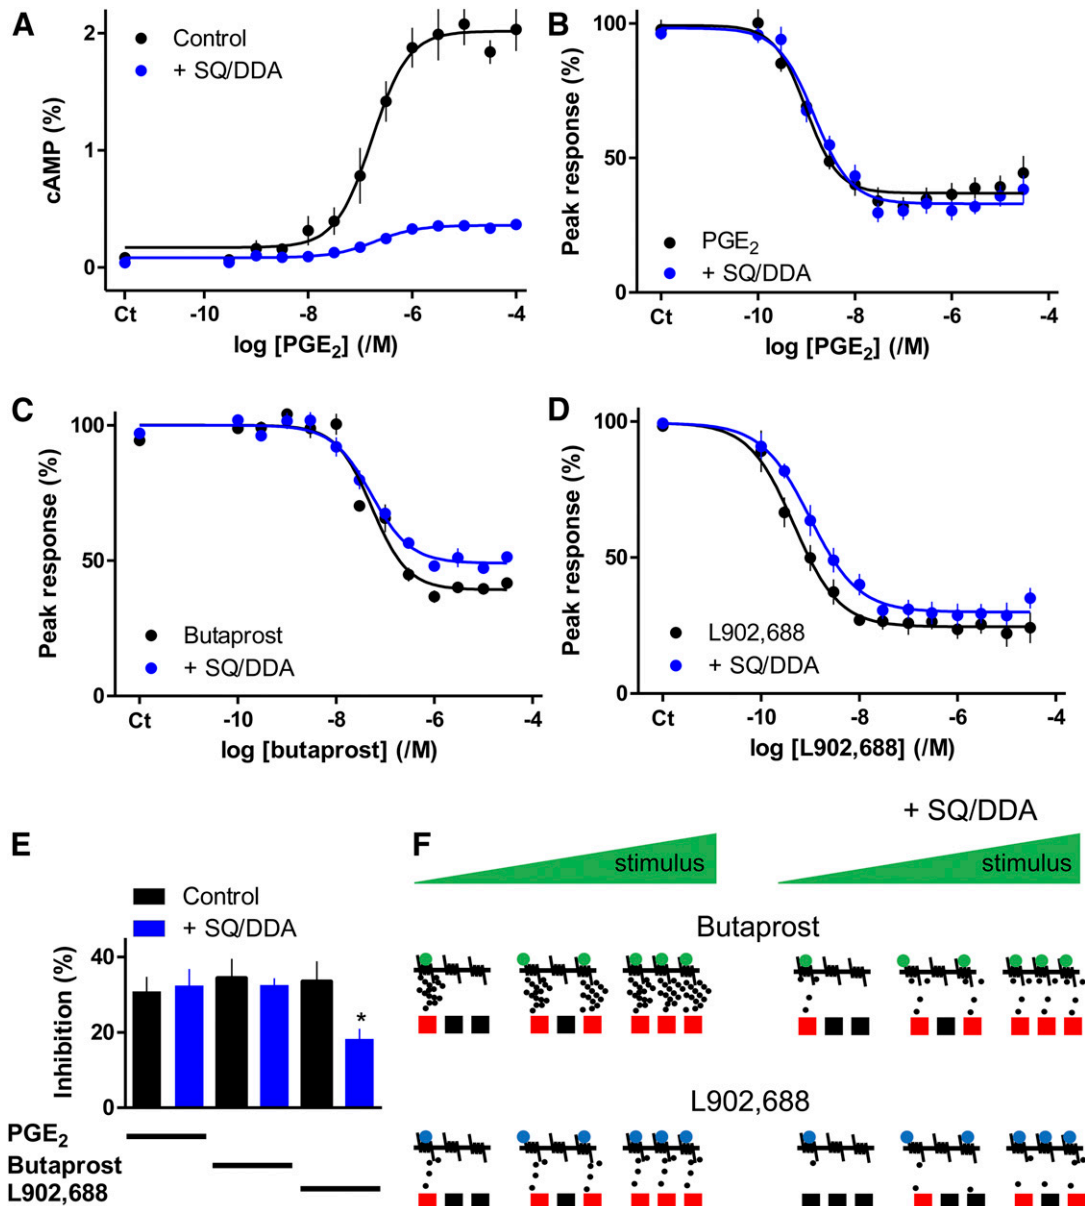 A
Control
+ SQ/DDA
cAMP (%)
2
1
0
Ct
-10
-8
-6
-4
log [PGE2] (/M)
B
Peak response (%)
100
50
0
PGE2
+ SQ/DDA
Ct
-10
-8
-6
-4
log [PGE2] (/M)
C
Peak response (%)
100
50
0
Butaprost
+ SQ/DDA
Ct
-10
-8
-6
-4
log [butaprost] (/M)
D
Peak response (%)
100
50
0
L902,688
+ SQ/DDA
Ct
-10
-8
-6
-4
log [L902,688] (/M)
E
Control
+ SQ/DDA
Inhibition (%)
40
20
0
*
PGE2
Butaprost
L902,688
F
+ SQ/DDA
stimulus
stimulus
Butaprost
L902,688